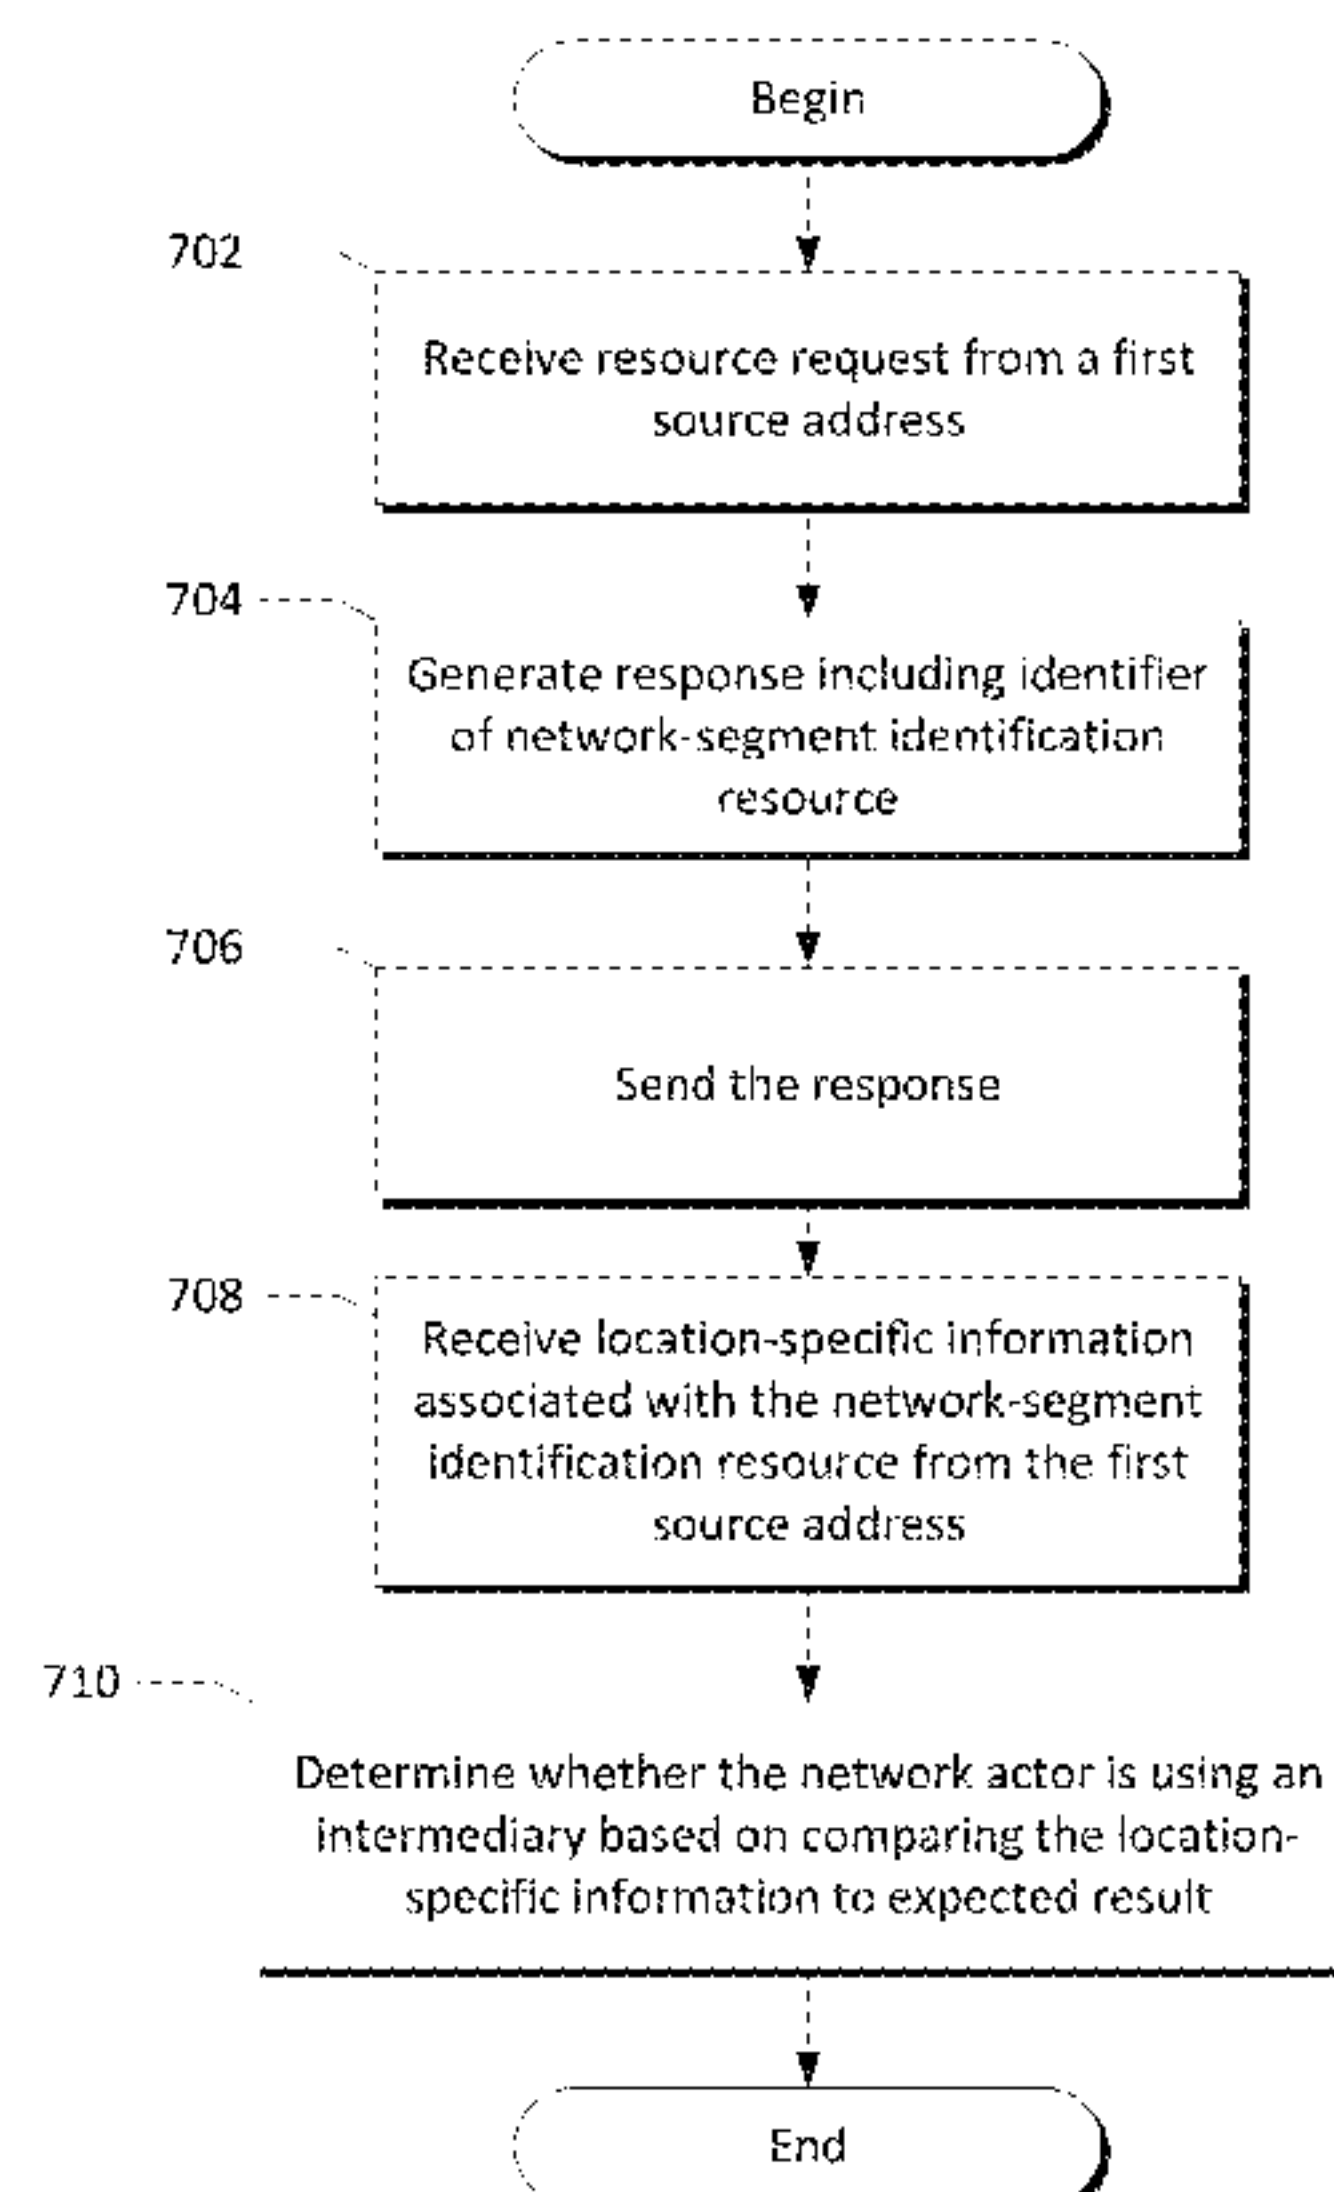 Begin
702
Receive resource request from a first
source address
704
Generate response including identifier
of network-segment identification
resource
706
Send the response
708
Receive location-specific information
associated with the network-segment
identification resource from the first
source address
710
Determine whether the network actor is using an
intermediary based on comparing the location-
specific information to expected result
End